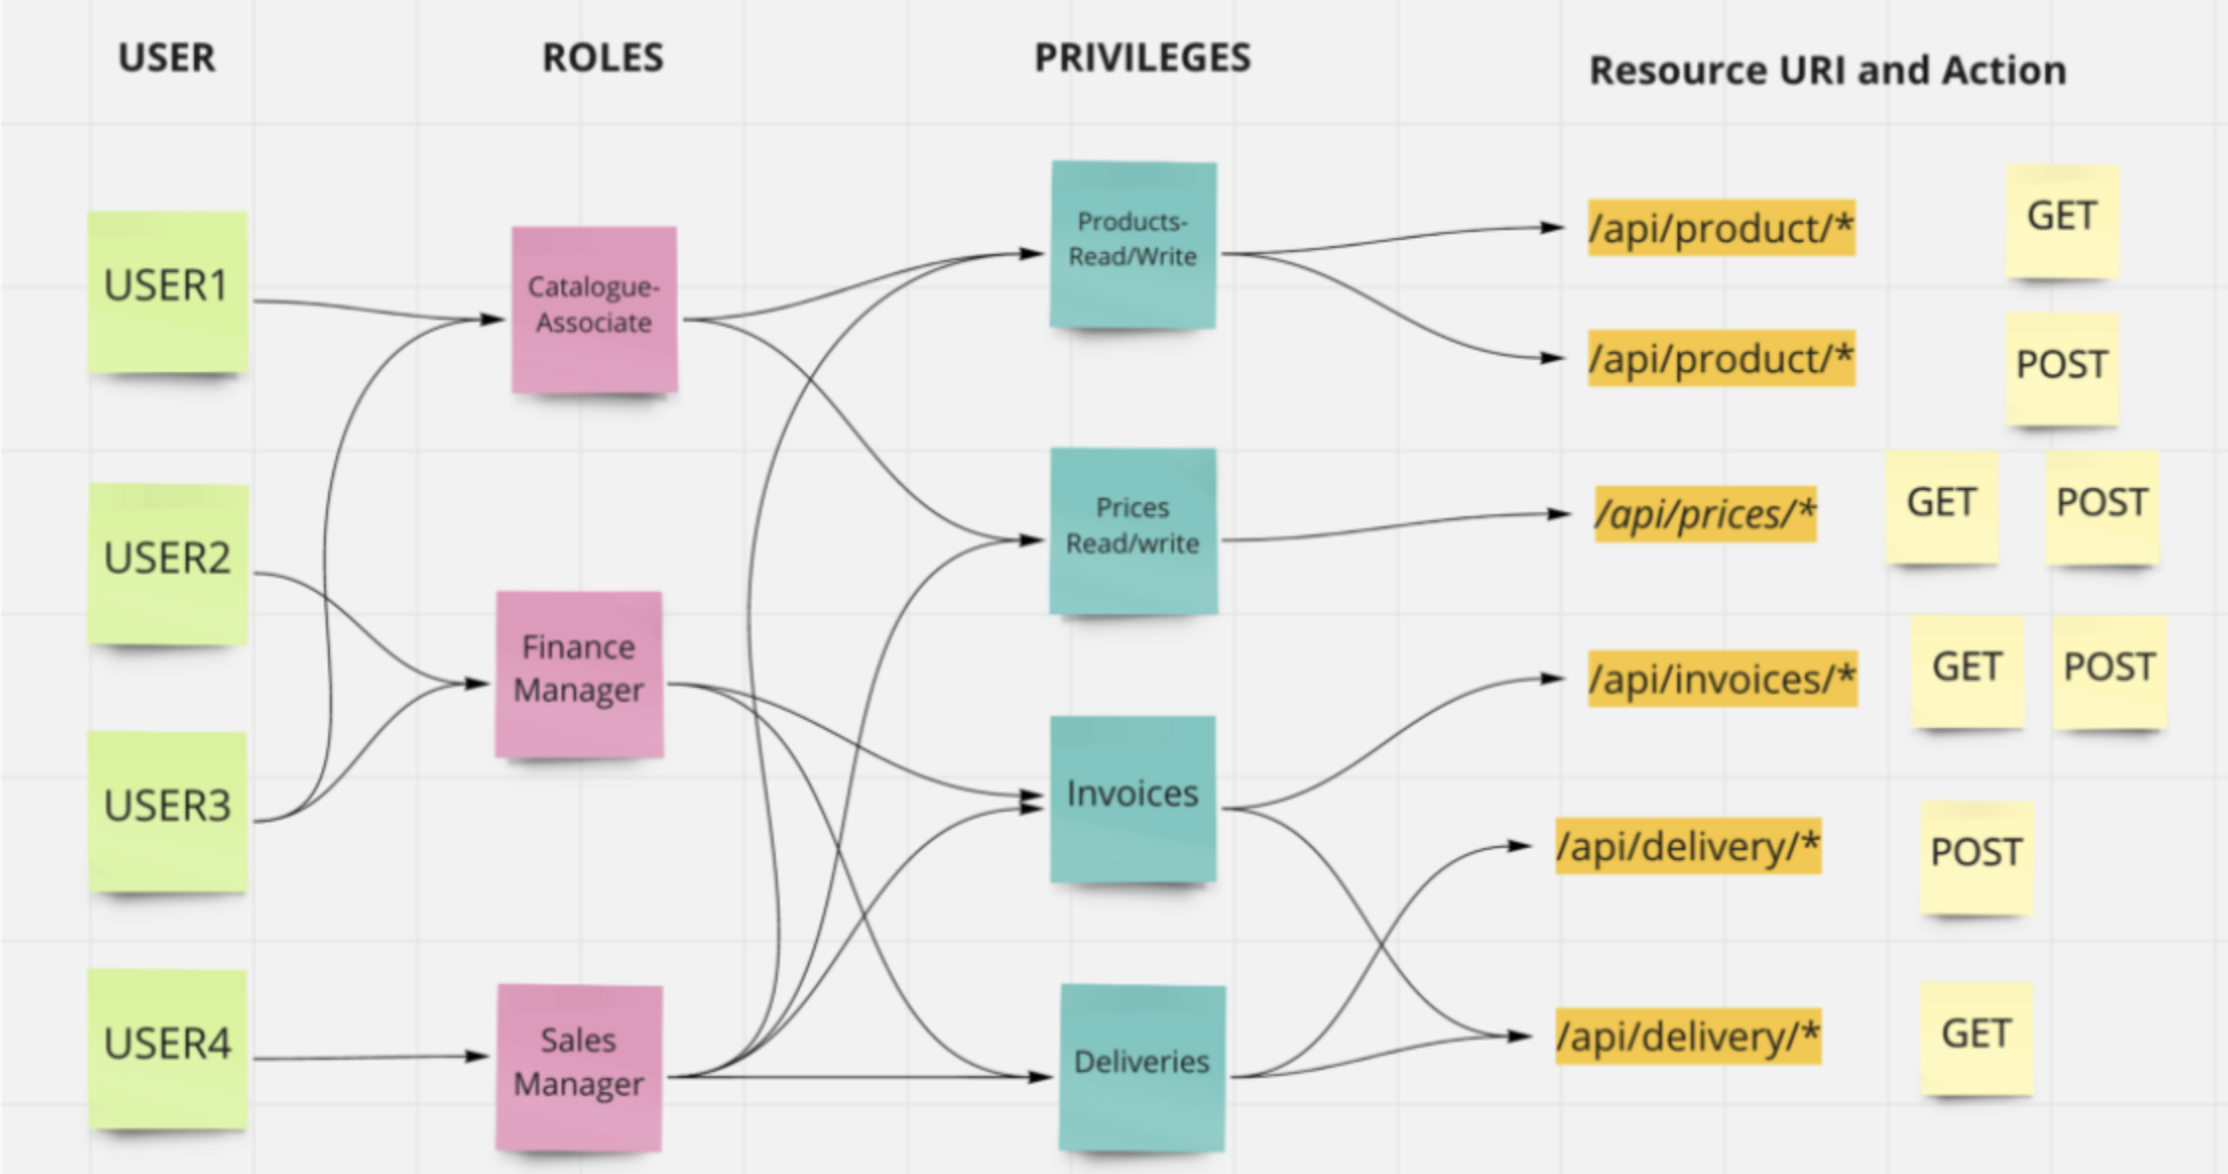 USER
ROLES
PRIVILEGES
Resource URI and Action
USER1
USER2
USER3
USER4
Catalogue-
Associate
Finance
Manager
Sales
Manager
Products-
Read/Write
Prices
Read/write
Invoices
Deliveries
/api/product/*
GET
/api/product/*
POST
/api/prices/*
GET
POST
/api/invoices/*
GET
POST
/api/delivery/*
POST
/api/delivery/*
GET